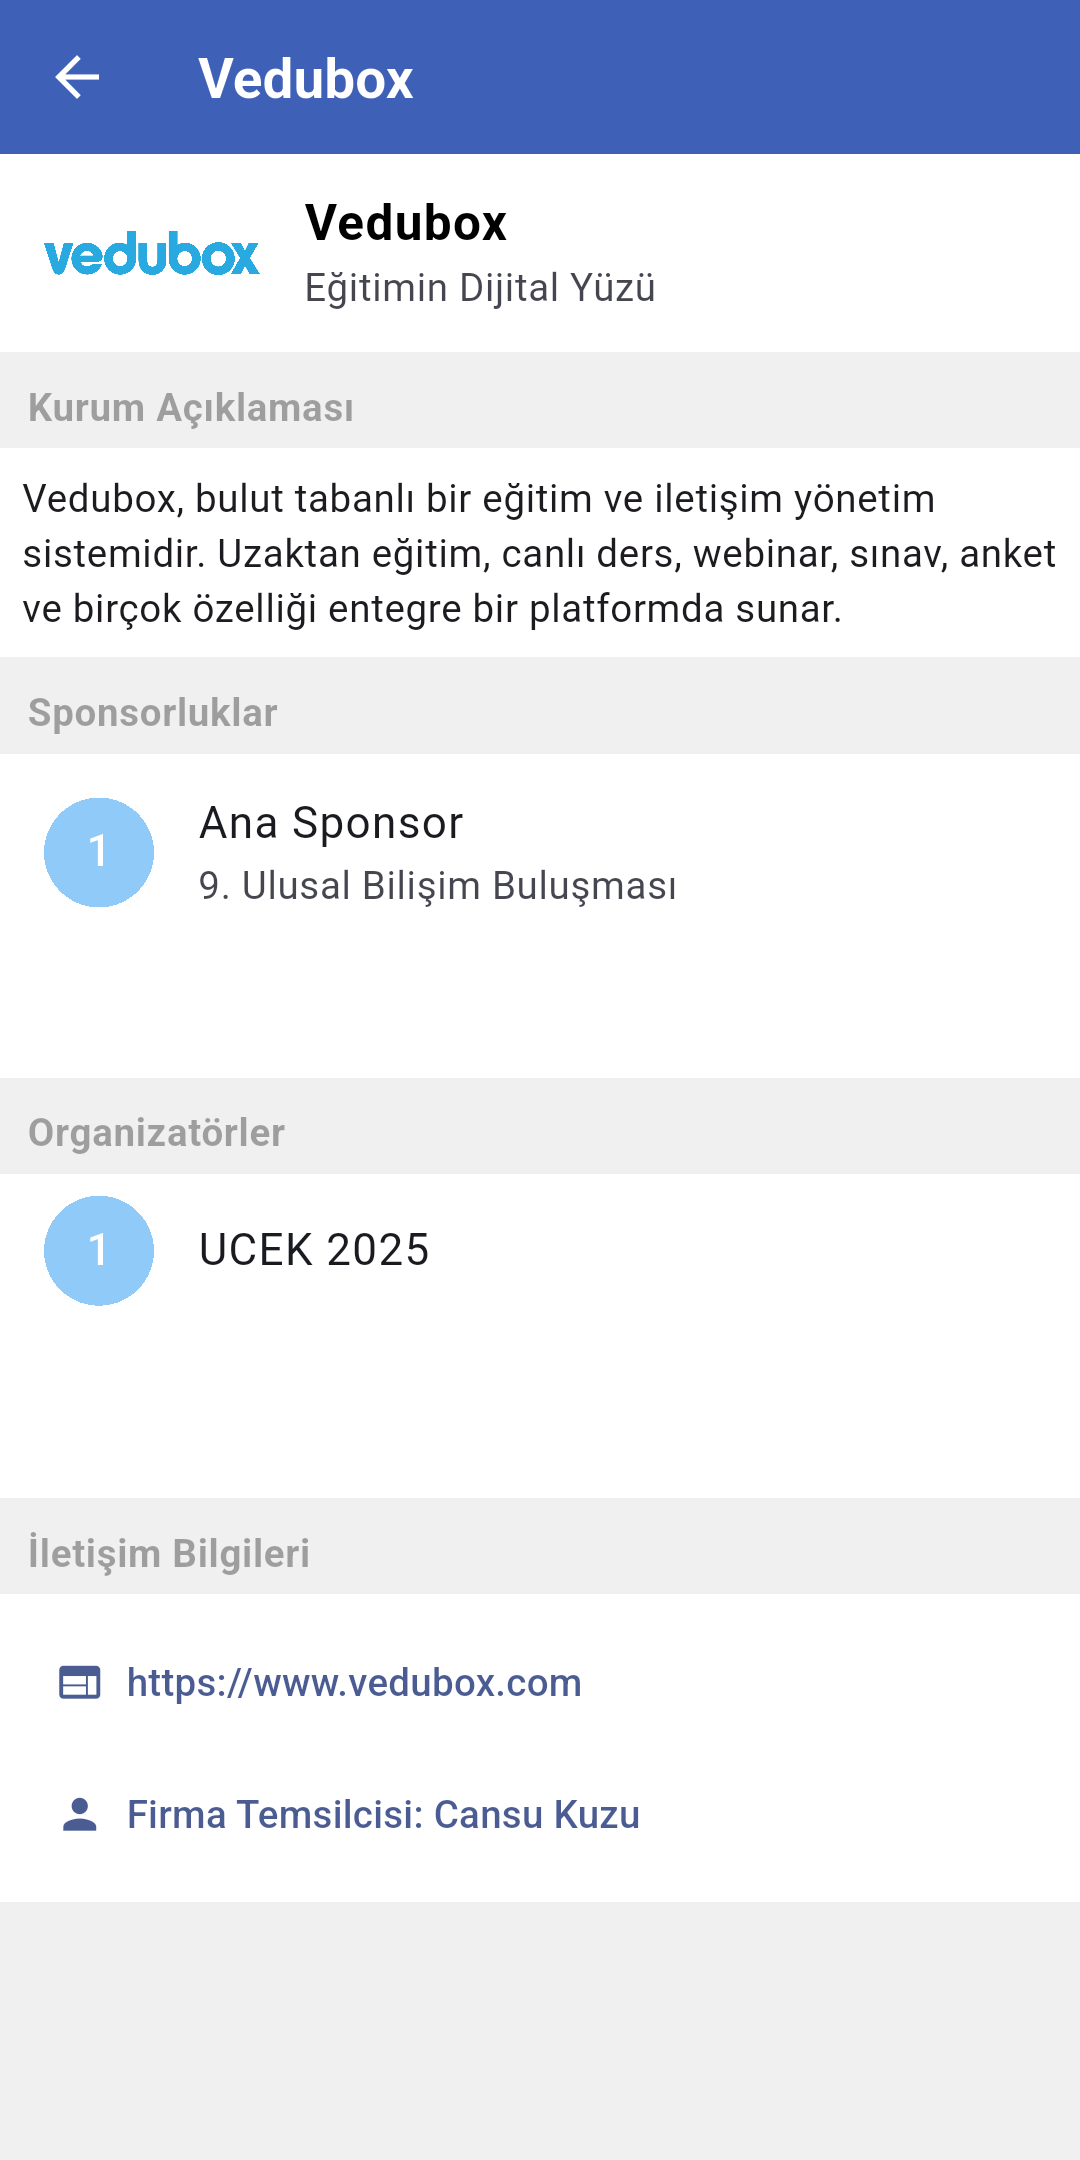 Vedubox
vedubox
Vedubox
Eğitimin Dijital Yüzü
Kurum Açıklaması
Vedubox, bulut tabanlı bir eğitim ve iletişim yönetim
sistemidir. Uzaktan eğitim, canlı ders, webinar, sınav, anket
ve birçok özelliği entegre bir platformda sunar.
Sponsorluklar
1
Ana Sponsor
9. Ulusal Bilişim Buluşması
Organizatörler
1
UCEK 2025
İletişim Bilgileri
https://www.vedubox.com
Firma Temsilcisi: Cansu Kuzu